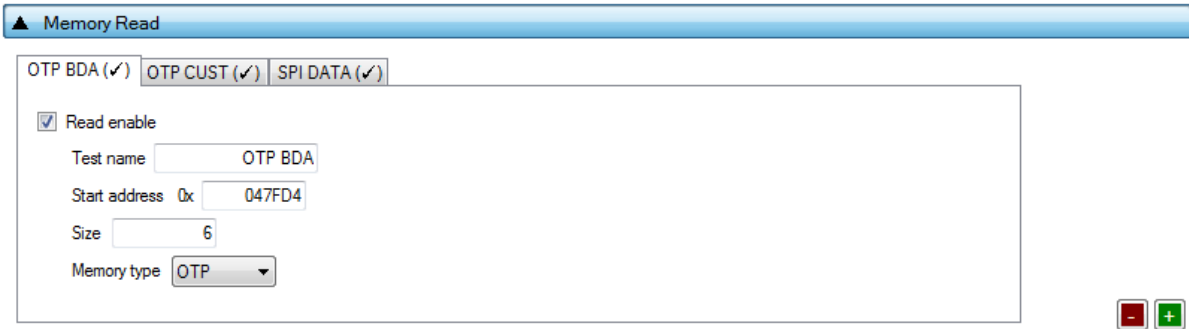 ▲ Memory Read
OTP BDA (✓) OTP CUST (✓) SPI DATA (✓)
Read enable
Test name OTP BDA
Start address 0x 047FD4
Size 6
Memory type OTP
- +